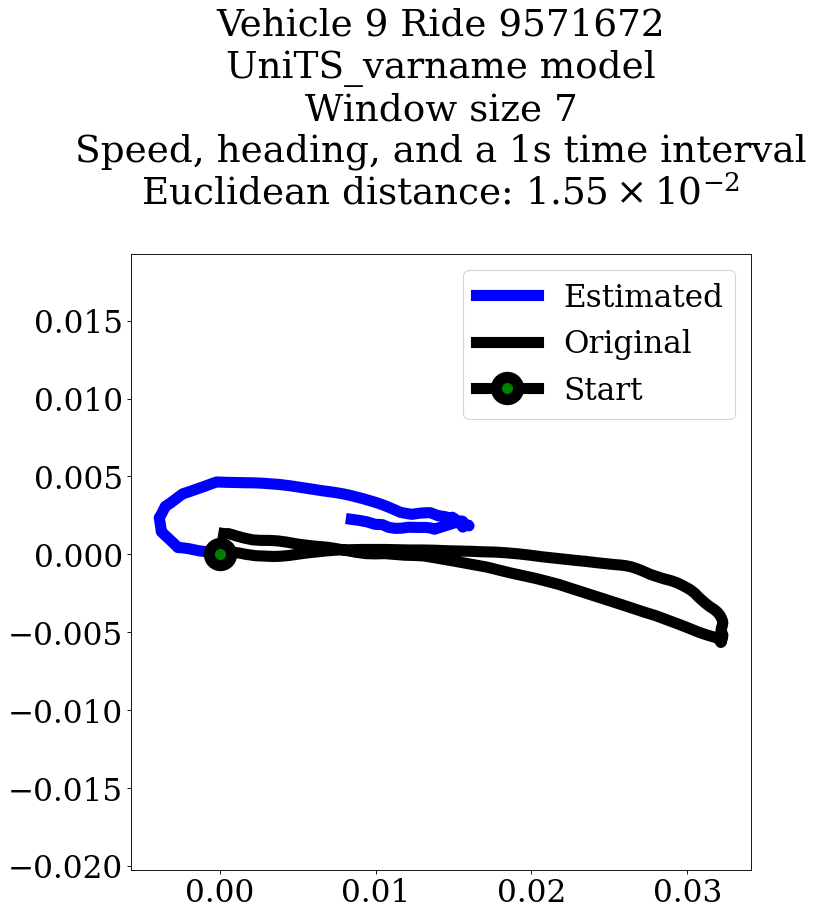 Vehicle 9 Ride 9571672
UniTS_varname model
Window size 7
Speed, heading, and a 1s time interval
Euclidean distance: 1.55 × 10⁻²
Estimated
Original
Start
0.015
0.010
0.005
0.000
−0.005
−0.010
−0.015
−0.020
0.00 0.01 0.02 0.03